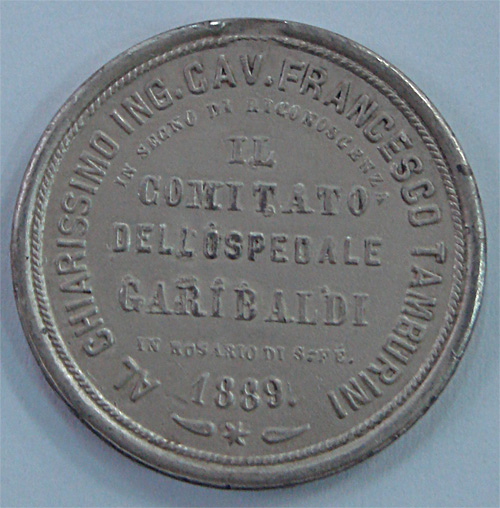 AL CHIARISSIMO ING. CAV. FRANCESCO TAMBURINI
IN SEGNO DI RICONOSCENZA
IL
COMITATO
DELL'OSPEDALE
GARIBALDI
IN ROSARIO DI S. FÉ.
1889.